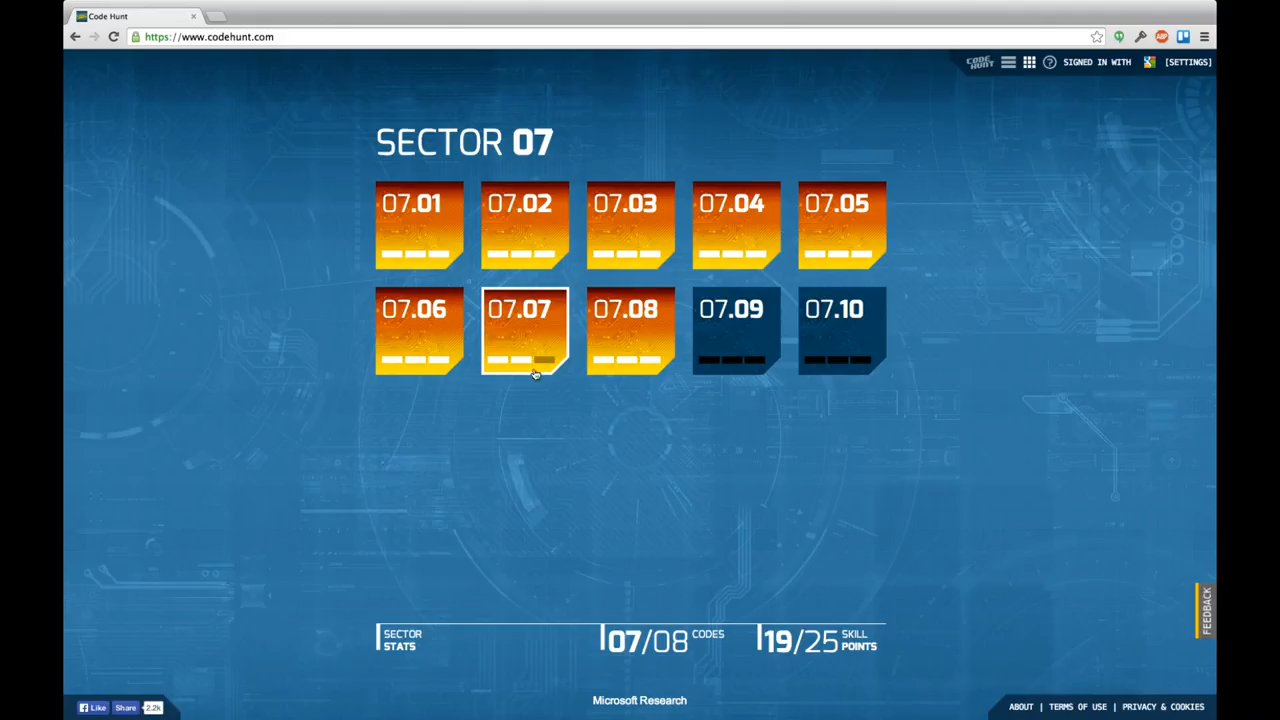 Code Hunt
https://www.codehunt.com
CODE HUNT
SIGNED IN WITH
[SETTINGS]
SECTOR 07
07.01 07.02 07.03 07.04 07.05
07.06 07.07 07.08 07.09 07.10
SECTOR STATS
07/08 CODES
19/25 SKILL POINTS
FEEDBACK
Microsoft Research
Like Share 2.2k
ABOUT | TERMS OF USE | PRIVACY & COOKIES